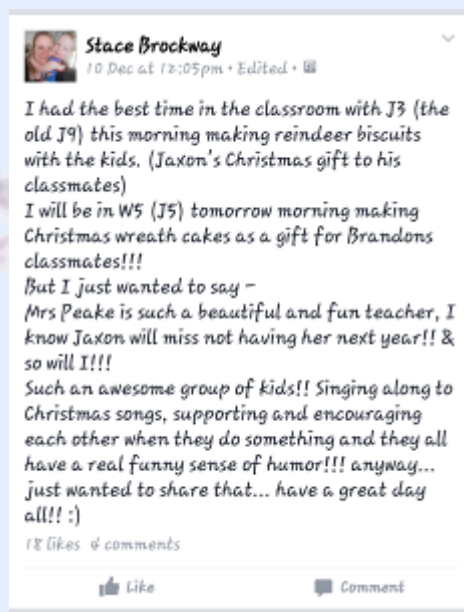 Stace Brockway
10 Dec at 12:05pm • Edited •
I had the best time in the classroom with J3 (the
old J9) this morning making reindeer biscuits
with the kids. (Jaxon's Christmas gift to his
classmates)
I will be in W5 (J5) tomorrow morning making
Christmas wreath cakes as a gift for Brandons
classmates!!!
But I just wanted to say -
Mrs Peake is such a beautiful and fun teacher, I
know Jaxon will miss not having her next year!! &
so will I!!!
Such an awesome group of kids!! Singing along to
Christmas songs, supporting and encouraging
each other when they do something and they all
have a real funny sense of humor!!! anyway...
just wanted to share that... have a great day
all!! :)
18 likes 4 comments
Like Comment